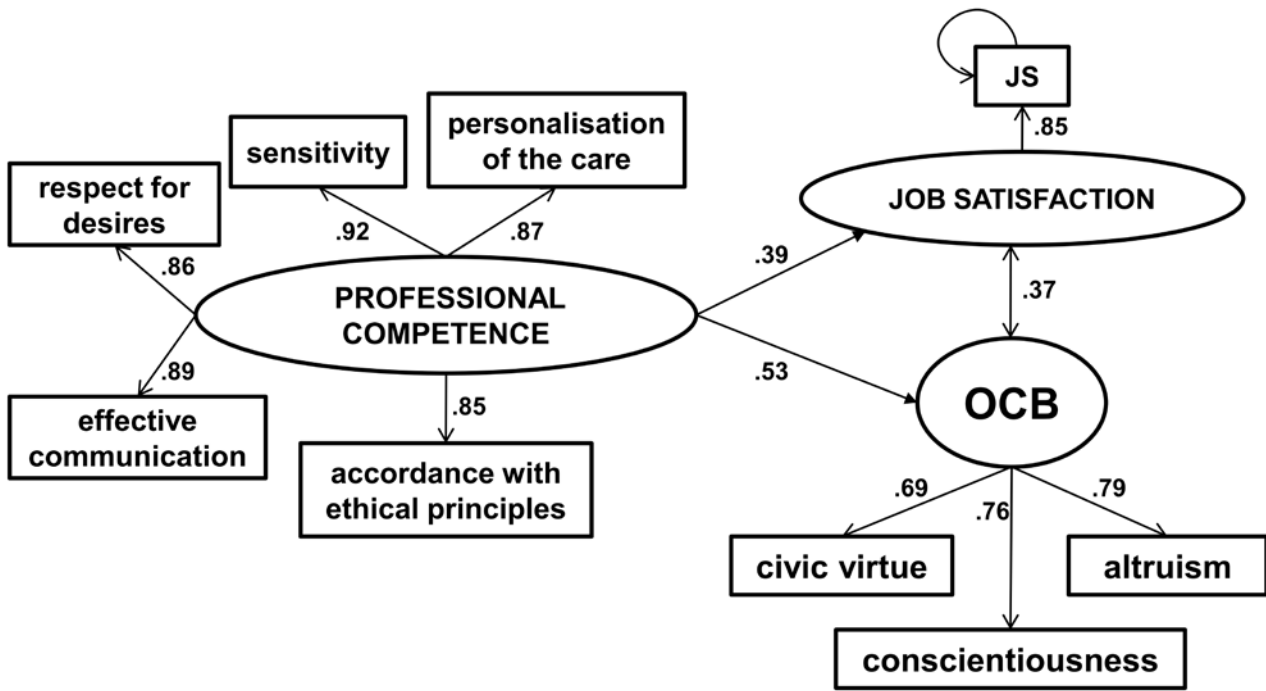 JS
.85
JOB SATISFACTION
personalisation
of the care
sensitivity
respect for
desires
.92
.87
.86
.39
.37
PROFESSIONAL
COMPETENCE
.89
.53
.85
OCB
effective
communication
accordance with
ethical principles
.69
.76
.79
civic virtue
altruism
conscientiousness